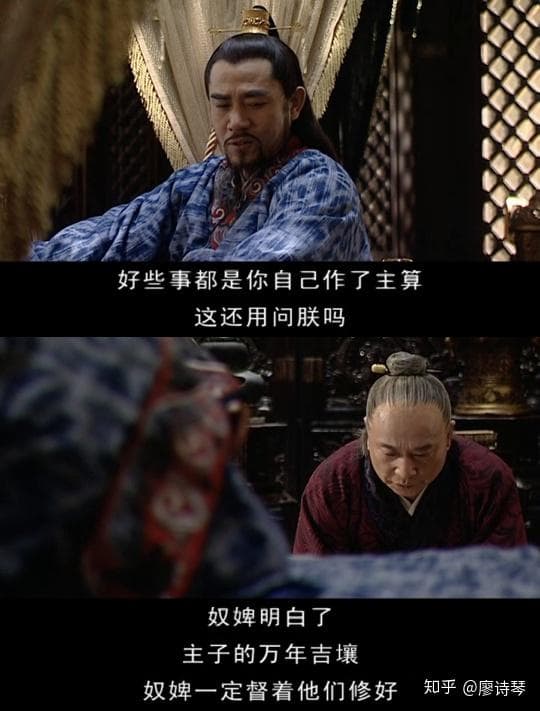 好些事都是你自己作了主算
这还用问朕吗
奴婢明白了
主子的万年吉壤
奴婢一定督着他们修好
知乎 @廖诗琴